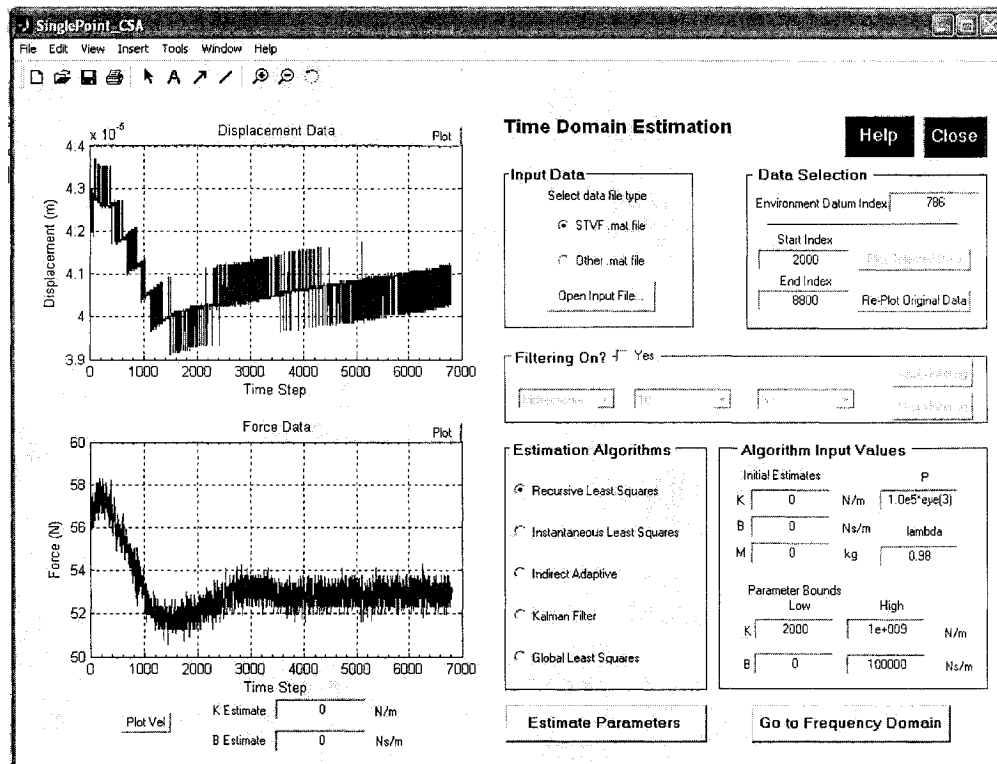 SinglePoint_CSA
File Edit View Insert Tools Window Help
x 10^-5
Displacement Data
Plot
4.4
4.3
4.2
4.1
4
3.9
Displacement (m)
0 1000 2000 3000 4000 5000 6000 7000
Time Step
Force Data
Plot
60
58
56
54
52
50
Force (N)
0 1000 2000 3000 4000 5000 6000 7000
Time Step
Plot Vel
K Estimate 0 N/m
B Estimate 0 Ns/m
Time Domain Estimation
Help
Close
Input Data
Select data file type
STVF .mat file
Other .mat file
Open Input File...
Data Selection
Environment Datum Index 786
Start Index
2000
End Index
8800
Re-Plot Original Data
Filtering On? Yes
Estimation Algorithms
Recursive Least Squares
Instantaneous Least Squares
Indirect Adaptive
Kalman Filter
Global Least Squares
Algorithm Input Values
Initial Estimates
P
K 0 N/m
1.0e5*eye(3)
B 0 Ns/m
lambda
M 0 kg
0.98
Parameter Bounds
Low High
K 2000 1e+009 N/m
B 0 100000 Ns/m
Estimate Parameters
Go to Frequency Domain